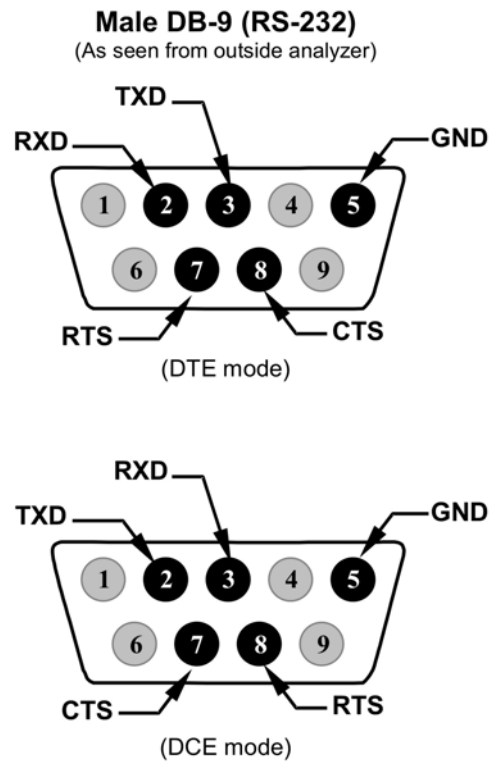 Male DB-9 (RS-232)
(As seen from outside analyzer)
TXD
RXD
GND
1 2 3 4 5
6 7 8 9
RTS
CTS
(DTE mode)
RXD
TXD
GND
1 2 3 4 5
6 7 8 9
CTS
RTS
(DCE mode)